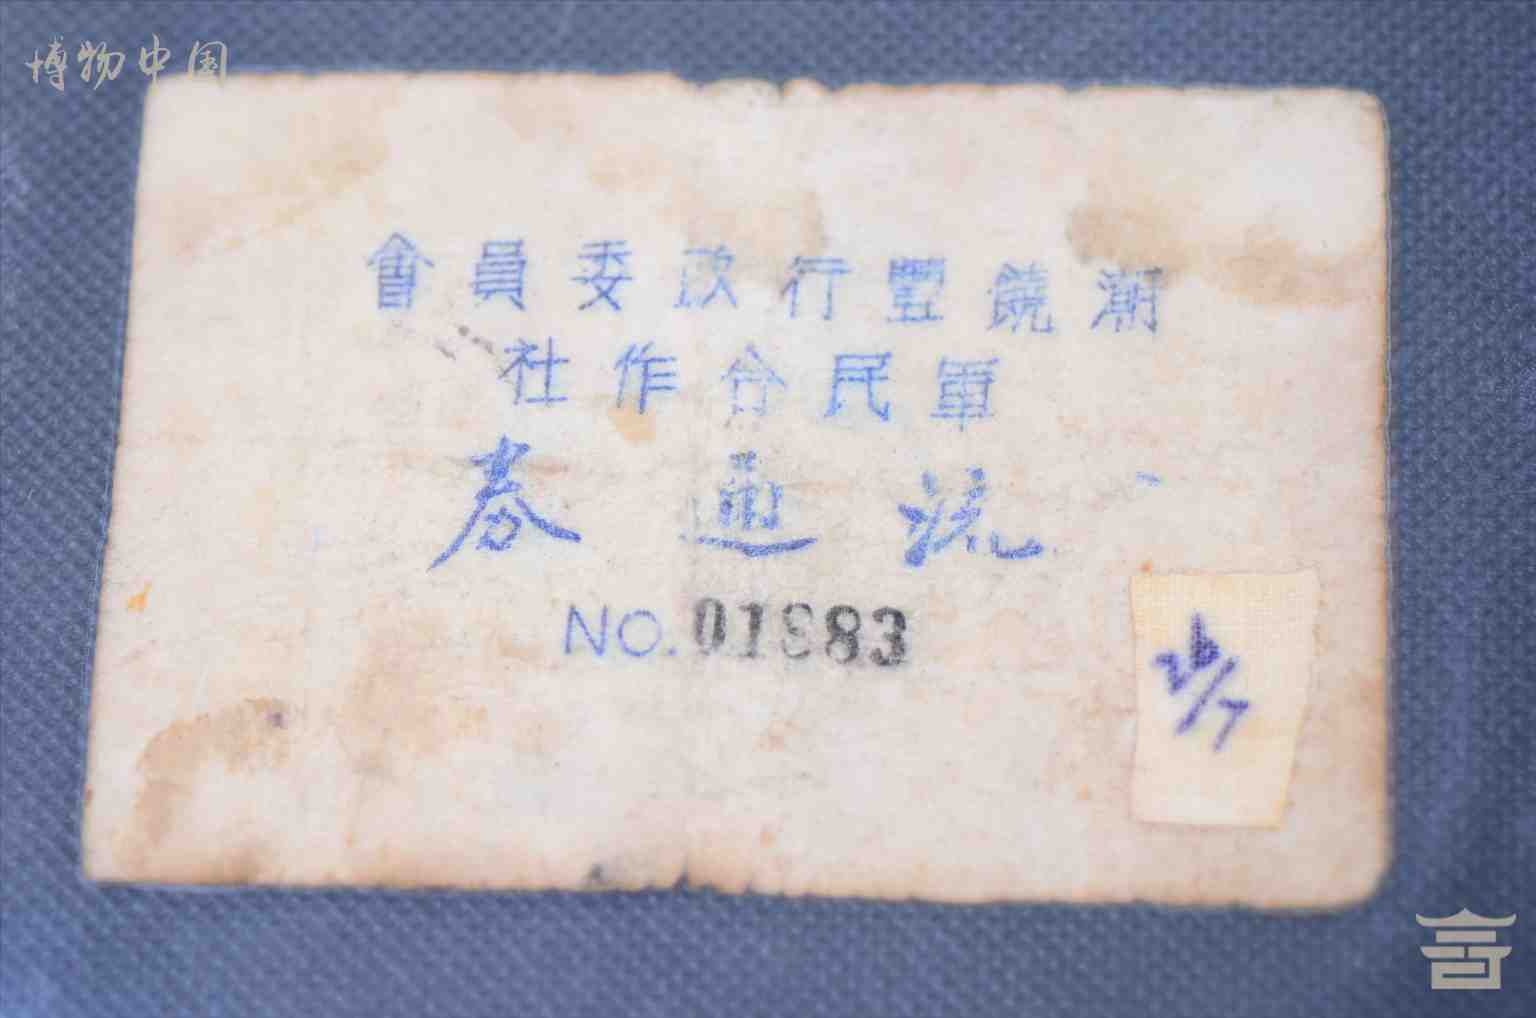 博物中国
潮饒豐行政委員會
軍民合作社
流通券
NO. 01983